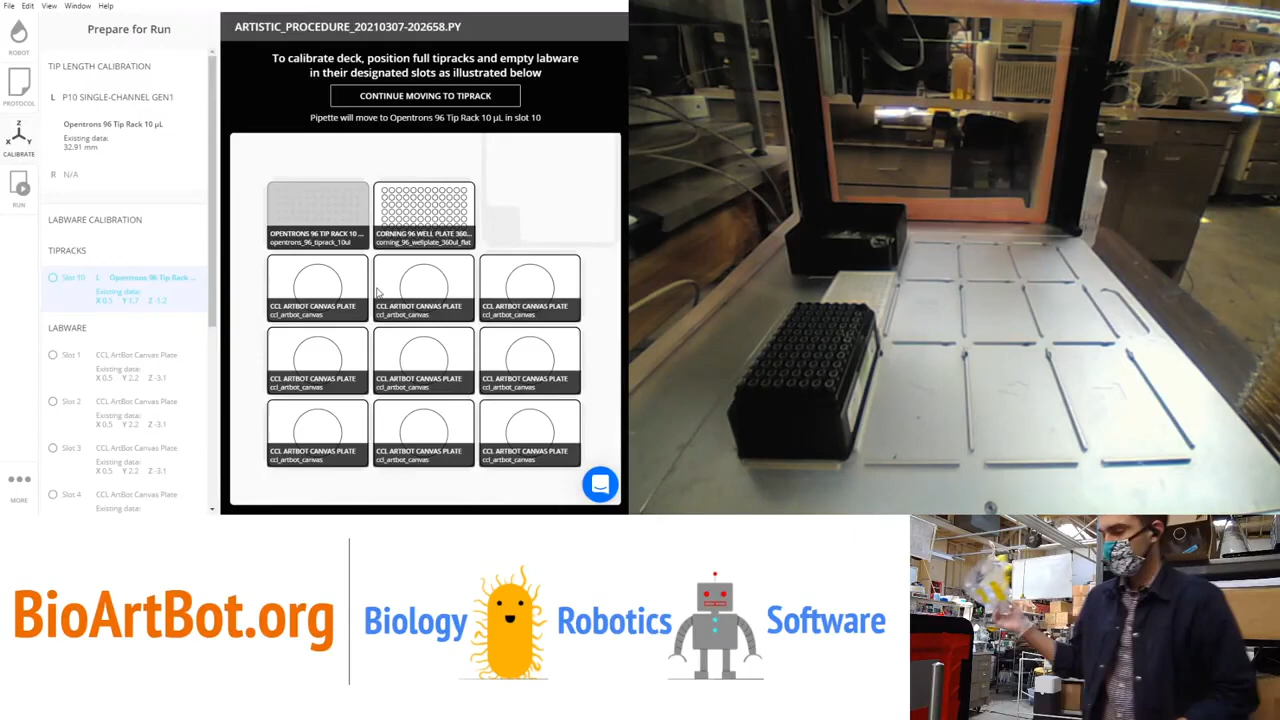 File Edit View Window Help
ROBOT
PROTOCOL
CALIBRATE
RUN
MORE
Prepare for Run
TIP LENGTH CALIBRATION
L P10 SINGLE-CHANNEL GEN1
Opentrons 96 Tip Rack 10 µL
Existing data:
32.91 mm
R N/A
LABWARE CALIBRATION
TIPRACKS
Slot 10 L Opentrons 96 Tip Rack ...
Existing data:
X 0.5 Y 1.7 Z -1.2
LABWARE
Slot 1 CCL ArtBot Canvas Plate
Existing data:
X 0.5 Y 2.2 Z -3.1
Slot 2 CCL ArtBot Canvas Plate
Existing data:
X 0.5 Y 2.2 Z -3.1
Slot 3 CCL ArtBot Canvas Plate
Existing data:
X 0.5 Y 2.2 Z -3.1
Slot 4 CCL ArtBot Canvas Plate
Existing data:
ARTISTIC_PROCEDURE_20210307-202658.PY
To calibrate deck, position full tipracks and empty labware
in their designated slots as illustrated below
CONTINUE MOVING TO TIPRACK
Pipette will move to Opentrons 96 Tip Rack 10 µL in slot 10
OPENTRONS 96 TIP RACK 10 ...
opentrons_96_tiprack_10ul
CORNING 96 WELL PLATE 360...
corning_96_wellplate_360ul_flat
CCL ARTBOT CANVAS PLATE
ccl_artbot_canvas
CCL ARTBOT CANVAS PLATE
ccl_artbot_canvas
CCL ARTBOT CANVAS PLATE
ccl_artbot_canvas
CCL ARTBOT CANVAS PLATE
ccl_artbot_canvas
CCL ARTBOT CANVAS PLATE
ccl_artbot_canvas
CCL ARTBOT CANVAS PLATE
ccl_artbot_canvas
CCL ARTBOT CANVAS PLATE
ccl_artbot_canvas
CCL ARTBOT CANVAS PLATE
ccl_artbot_canvas
CCL ARTBOT CANVAS PLATE
ccl_artbot_canvas
BioArtBot.org
Biology
Robotics
Software